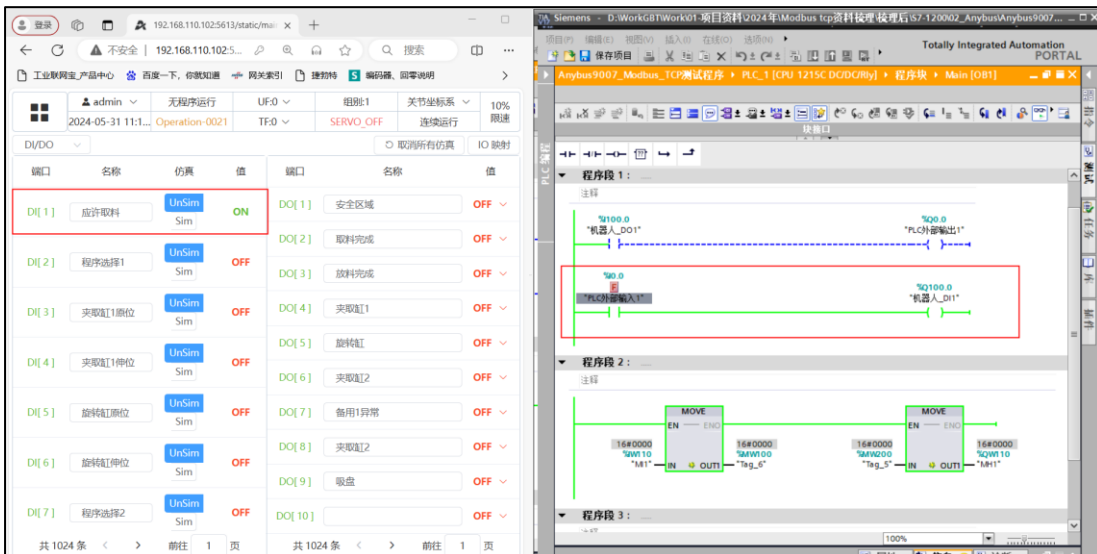 登录
192.168.110.102:5613/static/mai
不安全
192.168.110.102:5...
搜索
工业联网主_产品中心
百度一下，你就知道
网关索引
捷勃特
编码器、回零说明
admin
无程序运行
UF:0
组别:1
关节坐标系
10%
限速
2024-05-31 11:1...
Operation-0021
TF:0
SERVO_OFF
连续运行
DI/DO
取消所有仿真
IO 映射
端口 名称 仿真 值
端口 名称 值
DI[ 1 ] 应许取料 UnSim Sim ON
DI[ 2 ] 程序选择1 UnSim Sim OFF
DI[ 3 ] 夹取缸1原位 UnSim Sim OFF
DI[ 4 ] 夹取缸1伸位 UnSim Sim OFF
DI[ 5 ] 旋转缸原位 UnSim Sim OFF
DI[ 6 ] 旋转缸伸位 UnSim Sim OFF
DI[ 7 ] 程序选择2 UnSim Sim OFF
共 1024 条 < > 前往 1 页
DO[ 1 ] 安全区域 OFF
DO[ 2 ] 取料完成 OFF
DO[ 3 ] 放料完成 OFF
DO[ 4 ] 夹取缸1 OFF
DO[ 5 ] 旋转缸 OFF
DO[ 6 ] 夹取缸2 OFF
DO[ 7 ] 备用1异常 OFF
DO[ 8 ] 夹取缸2 OFF
DO[ 9 ] 吸盘 OFF
DO[ 10 ] OFF
共 1024 条 < > 前往 1 页
Siemens - D:\WorkGBT\Work\01-项目资料\2024年\Modbus tcp资料梳理\梳理后\S7-1200\02_Anybus\Anybus9007...
项目(P) 编辑(E) 视图(V) 插入(I) 在线(O) 选项(N)
Totally Integrated Automation
PORTAL
保存项目
Anybus9007_Modbus_TCP测试程序 ▸ PLC_1 [CPU 1215C DC/DC/Rly] ▸ 程序块 ▸ Main [OB1]
块接口
PLC 编程
测试
任务
程序段 1：
注释
%I100.0
"机器人_DO1"
%Q0.0
"PLC外部输出1"
%I0.0
F
"PLC外部输入1"
%Q100.0
"机器人_DI1"
程序段 2：
注释
MOVE
EN ENO
16#0000
%IW110
"MI1"
IN OUT1
16#0000
%MW100
"Tag_6"
MOVE
EN ENO
16#0000
%MW200
"Tag_5"
IN OUT1
16#0000
%QW110
"MH1"
程序段 3：
100%